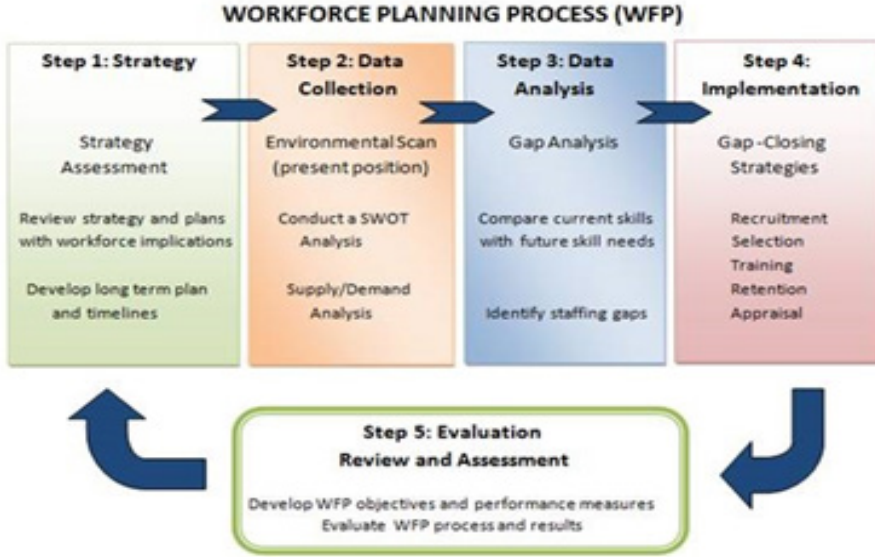 WORKFORCE PLANNING PROCESS (WFP)
Step 1: Strategy
Strategy
Assessment
Review strategy and plans
with workforce implications
Develop long term plan
and timelines
Step 2: Data
Collection
Environmental Scan
(present position)
Conduct a SWOT
Analysis
Supply/Demand
Analysis
Step 3: Data
Analysis
Gap Analysis
Compare current skills
with future skill needs
Identify staffing gaps
Step 4:
Implementation
Gap -Closing
Strategies
Recruitment
Selection
Training
Retention
Appraisal
Step 5: Evaluation
Review and Assessment
Develop WFP objectives and performance measures
Evaluate WFP process and results